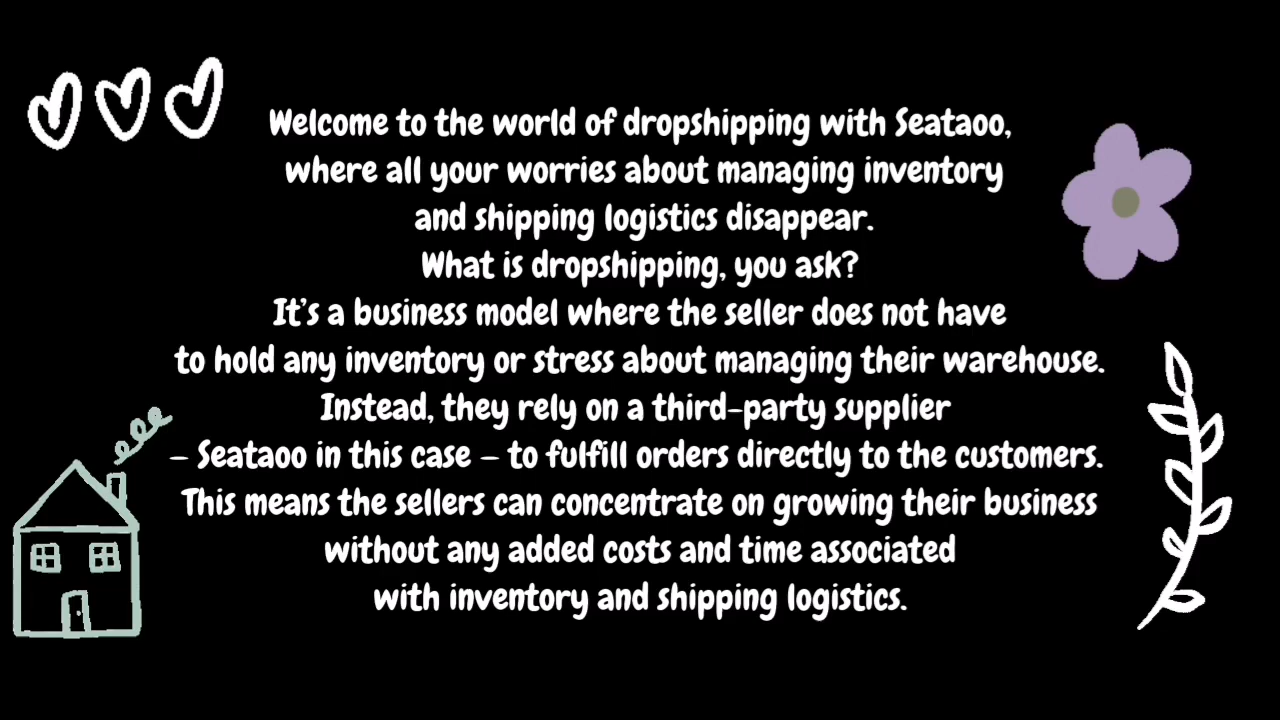 Welcome to the world of dropshipping with Seataoo,
where all your worries about managing inventory
and shipping logistics disappear.
What is dropshipping, you ask?
It's a business model where the seller does not have
to hold any inventory or stress about managing their warehouse.
Instead, they rely on a third-party supplier
– Seataoo in this case – to fulfill orders directly to the customers.
This means the sellers can concentrate on growing their business
without any added costs and time associated
with inventory and shipping logistics.